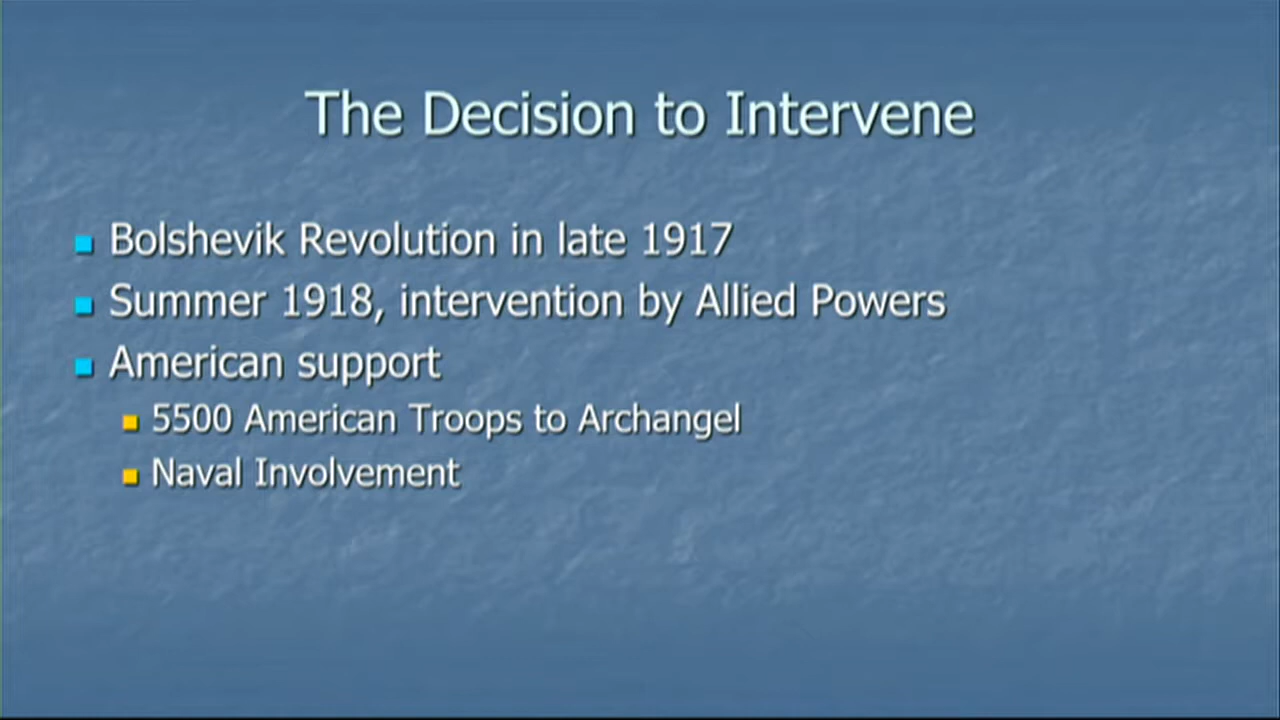 The Decision to Intervene
Bolshevik Revolution in late 1917
Summer 1918, intervention by Allied Powers
American support
5500 American Troops to Archangel
Naval Involvement